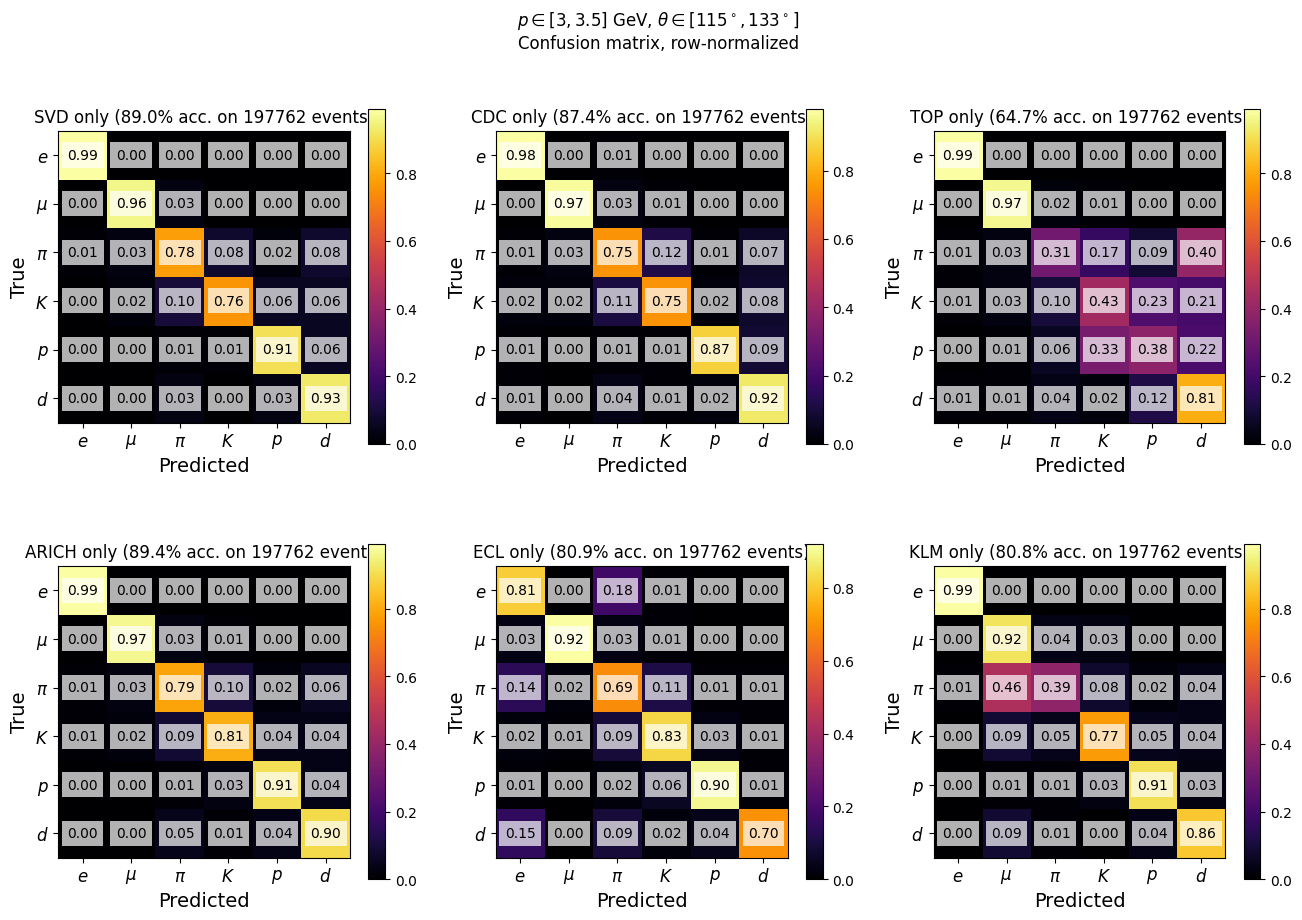 p ∈ [3, 3.5] GeV, θ ∈ [115°, 133°]
Confusion matrix, row-normalized
SVD only (89.0% acc. on 197762 events
e 0.99 0.00 0.00 0.00 0.00 0.00
μ 0.00 0.96 0.03 0.00 0.00 0.00
π 0.01 0.03 0.78 0.08 0.02 0.08
K 0.00 0.02 0.10 0.76 0.06 0.06
p 0.00 0.00 0.01 0.01 0.91 0.06
d 0.00 0.00 0.03 0.00 0.03 0.93
e μ π K p d
Predicted
True
0.8
0.6
0.4
0.2
0.0
CDC only (87.4% acc. on 197762 events
e 0.98 0.00 0.01 0.00 0.00 0.00
μ 0.00 0.97 0.03 0.01 0.00 0.00
π 0.01 0.03 0.75 0.12 0.01 0.07
K 0.02 0.02 0.11 0.75 0.02 0.08
p 0.01 0.00 0.01 0.01 0.87 0.09
d 0.01 0.00 0.04 0.01 0.02 0.92
e μ π K p d
Predicted
True
0.8
0.6
0.4
0.2
0.0
TOP only (64.7% acc. on 197762 events
e 0.99 0.00 0.00 0.00 0.00 0.00
μ 0.00 0.97 0.02 0.01 0.00 0.00
π 0.01 0.03 0.31 0.17 0.09 0.40
K 0.01 0.03 0.10 0.43 0.23 0.21
p 0.00 0.01 0.06 0.33 0.38 0.22
d 0.01 0.01 0.04 0.02 0.12 0.81
e μ π K p d
Predicted
True
0.8
0.6
0.4
0.2
0.0
ARICH only (89.4% acc. on 197762 event
e 0.99 0.00 0.00 0.00 0.00 0.00
μ 0.00 0.97 0.03 0.01 0.00 0.00
π 0.01 0.03 0.79 0.10 0.02 0.06
K 0.01 0.02 0.09 0.81 0.04 0.04
p 0.00 0.00 0.01 0.03 0.91 0.04
d 0.00 0.00 0.05 0.01 0.04 0.90
e μ π K p d
Predicted
True
0.8
0.6
0.4
0.2
0.0
ECL only (80.9% acc. on 197762 events)
e 0.81 0.00 0.18 0.01 0.00 0.00
μ 0.03 0.92 0.03 0.01 0.00 0.00
π 0.14 0.02 0.69 0.11 0.01 0.01
K 0.02 0.01 0.09 0.83 0.03 0.01
p 0.01 0.00 0.02 0.06 0.90 0.01
d 0.15 0.00 0.09 0.02 0.04 0.70
e μ π K p d
Predicted
True
0.8
0.6
0.4
0.2
0.0
KLM only (80.8% acc. on 197762 events
e 0.99 0.00 0.00 0.00 0.00 0.00
μ 0.00 0.92 0.04 0.03 0.00 0.00
π 0.01 0.46 0.39 0.08 0.02 0.04
K 0.00 0.09 0.05 0.77 0.05 0.04
p 0.00 0.01 0.01 0.03 0.91 0.03
d 0.00 0.09 0.01 0.00 0.04 0.86
e μ π K p d
Predicted
True
0.8
0.6
0.4
0.2
0.0